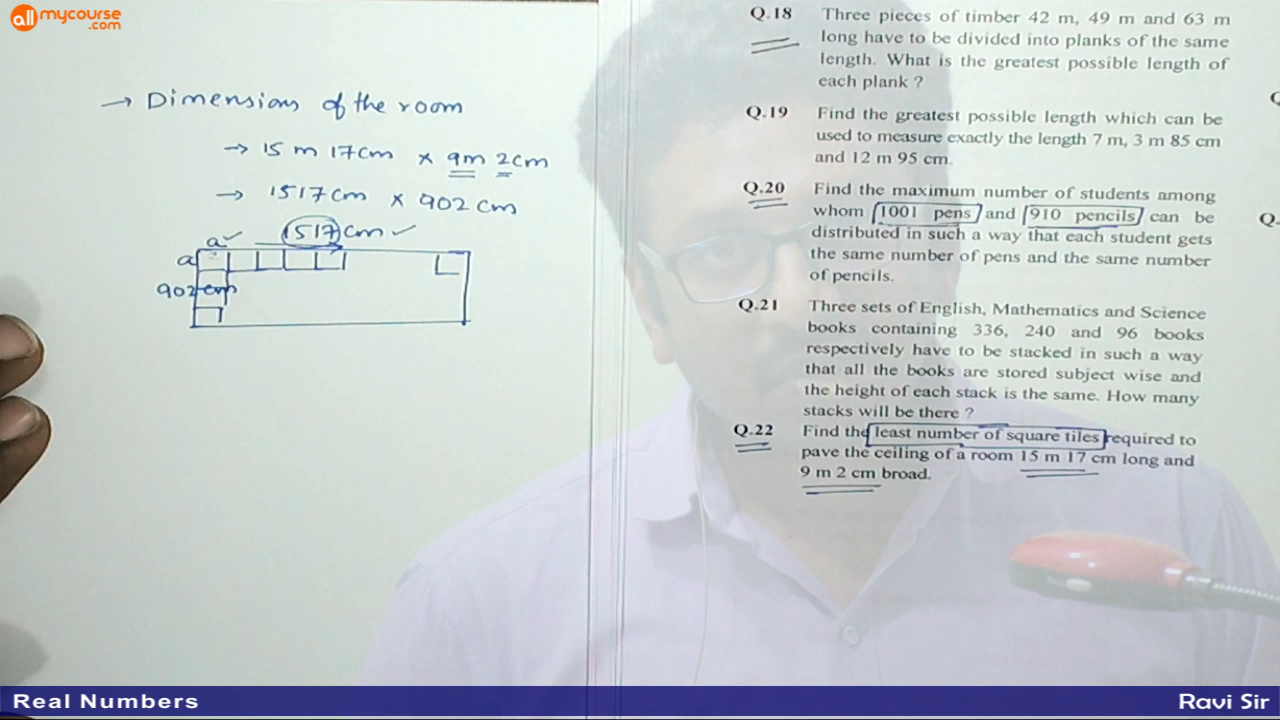 all mycourse
.com
→ Dimensions of the room
→ 15 m 17cm × 9m 2cm
→ 1517cm × 902 cm
a 1517 cm
a
902 cm
Q.18 Three pieces of timber 42 m, 49 m and 63 m
long have to be divided into planks of the same
length. What is the greatest possible length of
each plank ?
Q.19 Find the greatest possible length which can be
used to measure exactly the length 7 m, 3 m 85 cm
and 12 m 95 cm.
Q.20 Find the maximum number of students among
whom 1001 pens and 910 pencils can be
distributed in such a way that each student gets
the same number of pens and the same number
of pencils.
Q.21 Three sets of English, Mathematics and Science
books containing 336, 240 and 96 books
respectively have to be stacked in such a way
that all the books are stored subject wise and
the height of each stack is the same. How many
stacks will be there ?
Q.22 Find the least number of square tiles required to
pave the ceiling of a room 15 m 17 cm long and
9 m 2 cm broad.
Real Numbers
Ravi Sir